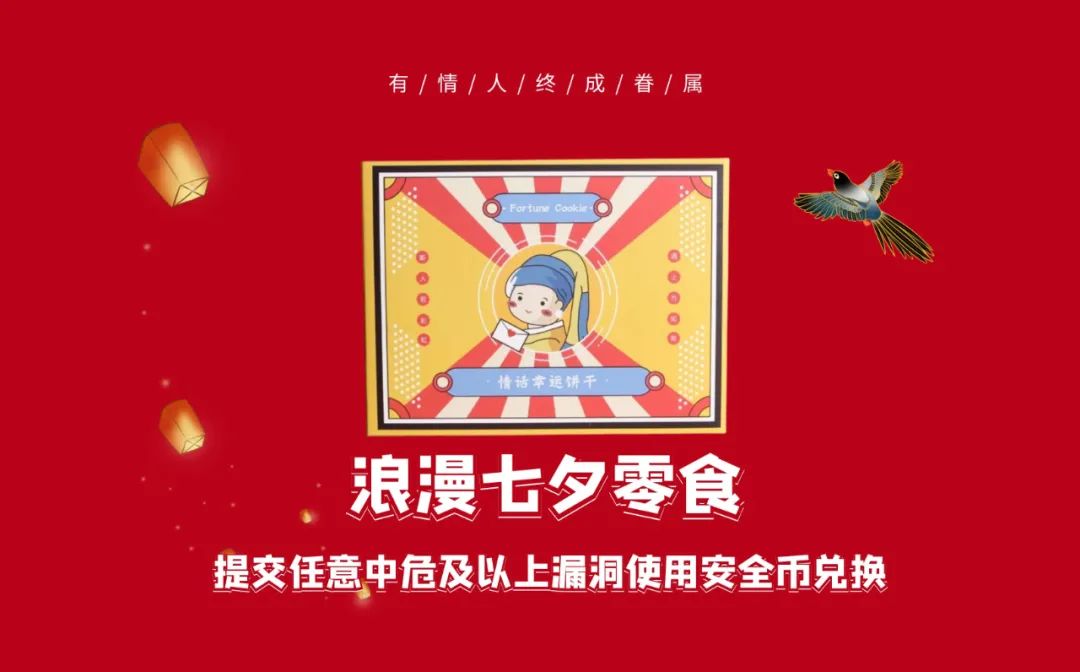 有/情/人/终/成/眷/属
Fortune Cookie
·情话幸运饼干·
浪漫七夕零食
提交任意中危及以上漏洞使用安全币兑换